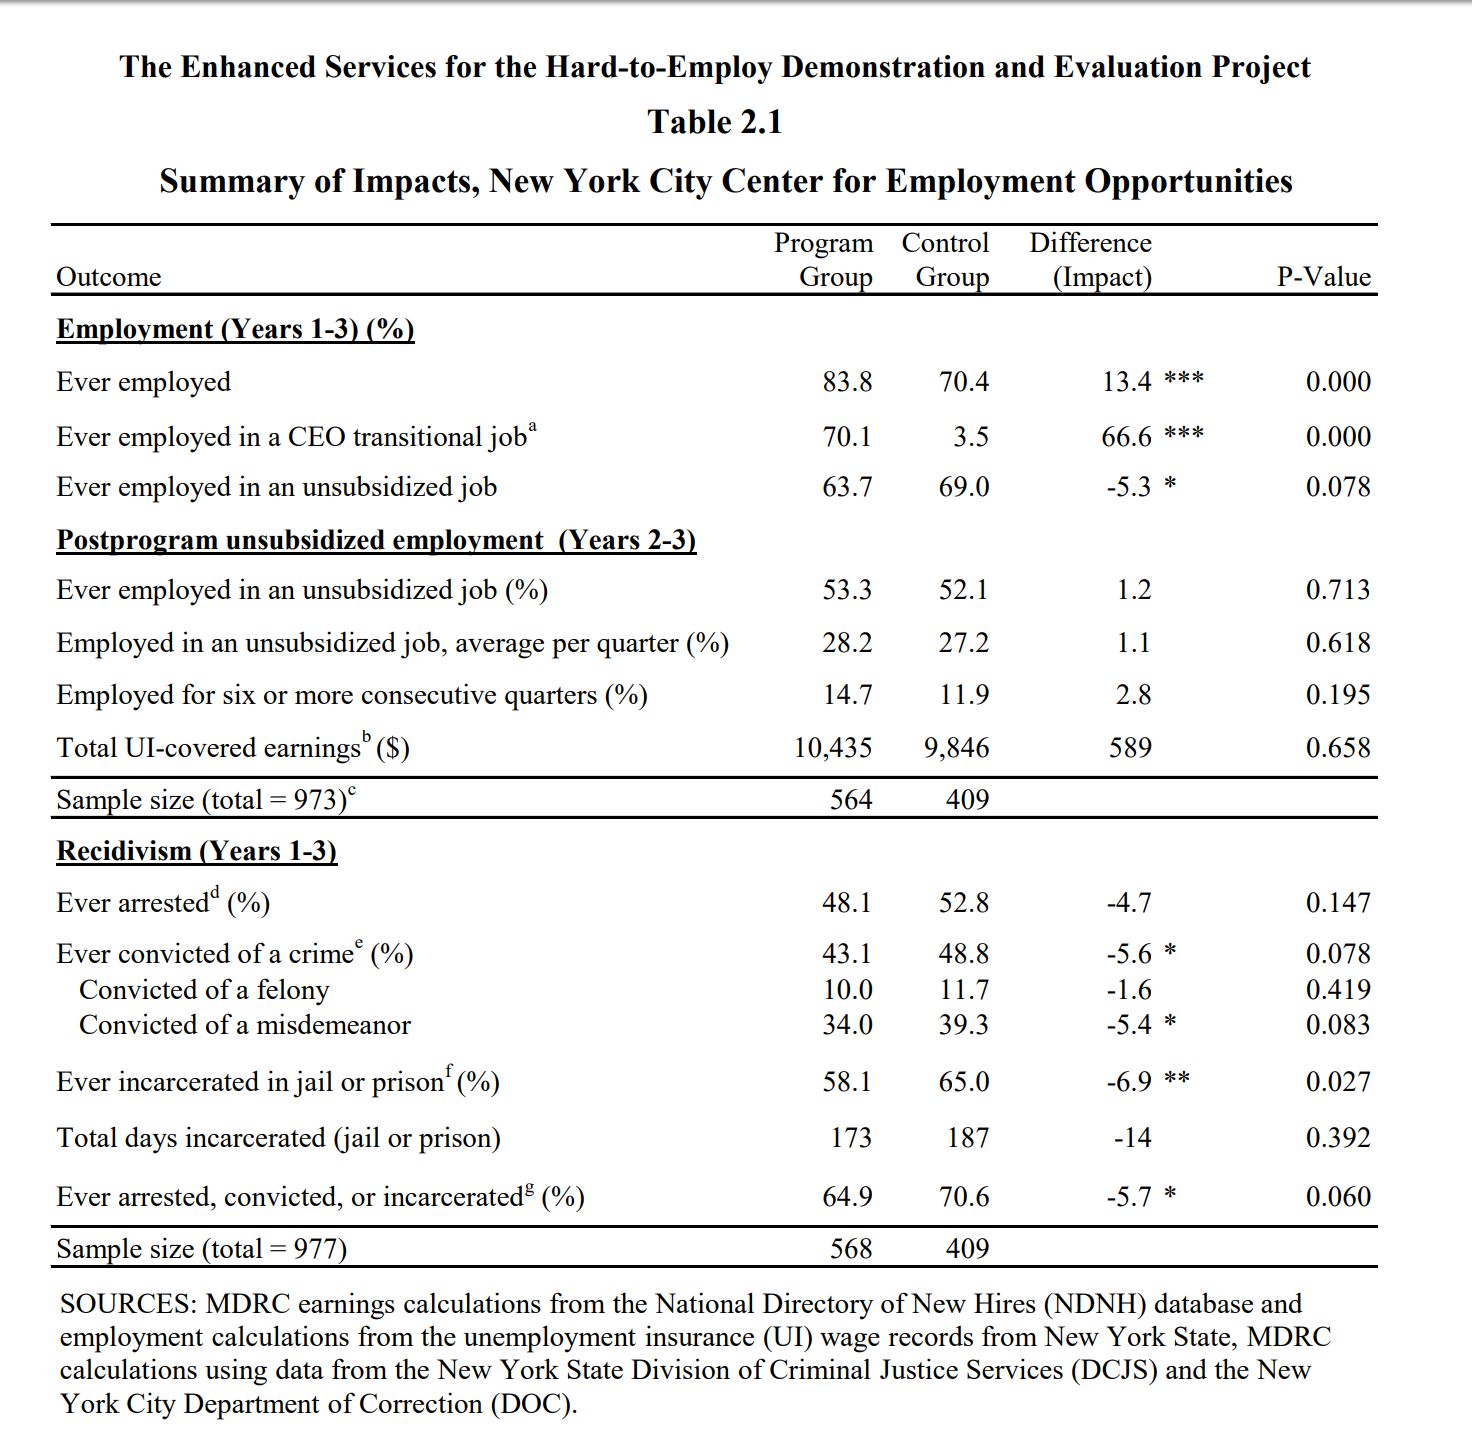 The Enhanced Services for the Hard-to-Employ Demonstration and Evaluation Project
Table 2.1
Summary of Impacts, New York City Center for Employment Opportunities
Program Control Difference
Outcome Group Group (Impact) P-Value
Employment (Years 1-3) (%)
Ever employed 83.8 70.4 13.4 *** 0.000
Ever employed in a CEO transitional job^a 70.1 3.5 66.6 *** 0.000
Ever employed in an unsubsidized job 63.7 69.0 -5.3 * 0.078
Postprogram unsubsidized employment (Years 2-3)
Ever employed in an unsubsidized job (%) 53.3 52.1 1.2 0.713
Employed in an unsubsidized job, average per quarter (%) 28.2 27.2 1.1 0.618
Employed for six or more consecutive quarters (%) 14.7 11.9 2.8 0.195
Total UI-covered earnings^b ($) 10,435 9,846 589 0.658
Sample size (total = 973)^c 564 409
Recidivism (Years 1-3)
Ever arrested^d (%) 48.1 52.8 -4.7 0.147
Ever convicted of a crime^e (%) 43.1 48.8 -5.6 * 0.078
Convicted of a felony 10.0 11.7 -1.6 0.419
Convicted of a misdemeanor 34.0 39.3 -5.4 * 0.083
Ever incarcerated in jail or prison^f (%) 58.1 65.0 -6.9 ** 0.027
Total days incarcerated (jail or prison) 173 187 -14 0.392
Ever arrested, convicted, or incarcerated^g (%) 64.9 70.6 -5.7 * 0.060
Sample size (total = 977) 568 409
SOURCES: MDRC earnings calculations from the National Directory of New Hires (NDNH) database and
employment calculations from the unemployment insurance (UI) wage records from New York State, MDRC
calculations using data from the New York State Division of Criminal Justice Services (DCJS) and the New
York City Department of Correction (DOC).